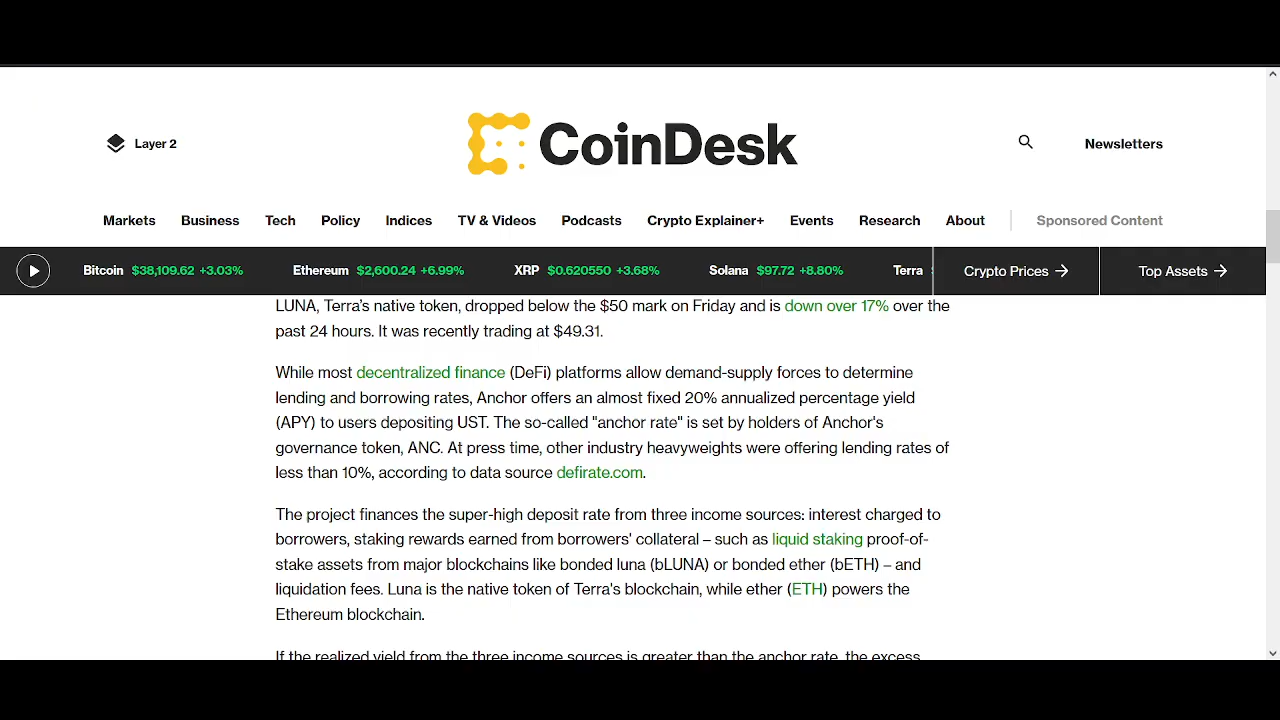 Layer 2
CoinDesk
Newsletters
Markets Business Tech Policy Indices TV & Videos Podcasts Crypto Explainer+ Events Research About Sponsored Content
Bitcoin $38,109.62 +3.03% Ethereum $2,600.24 +6.99% XRP $0.620550 +3.68% Solana $97.72 +8.80% Terra Crypto Prices → Top Assets →
LUNA, Terra’s native token, dropped below the $50 mark on Friday and is down over 17% over the
past 24 hours. It was recently trading at $49.31.
While most decentralized finance (DeFi) platforms allow demand-supply forces to determine
lending and borrowing rates, Anchor offers an almost fixed 20% annualized percentage yield
(APY) to users depositing UST. The so-called "anchor rate" is set by holders of Anchor's
governance token, ANC. At press time, other industry heavyweights were offering lending rates of
less than 10%, according to data source defirate.com.
The project finances the super-high deposit rate from three income sources: interest charged to
borrowers, staking rewards earned from borrowers' collateral – such as liquid staking proof-of-
stake assets from major blockchains like bonded luna (bLUNA) or bonded ether (bETH) – and
liquidation fees. Luna is the native token of Terra's blockchain, while ether (ETH) powers the
Ethereum blockchain.
If the realized yield from the three income sources is greater than the anchor rate, the excess